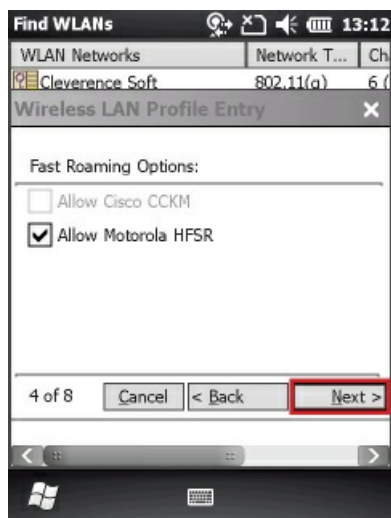 Find WLANs 13:12
WLAN Networks Network T... Ch
Cleverence Soft 802.11(g) 6 (
Wireless LAN Profile Entry
Fast Roaming Options:
Allow Cisco CCKM
Allow Motorola HFSR
4 of 8 Cancel < Back Next >